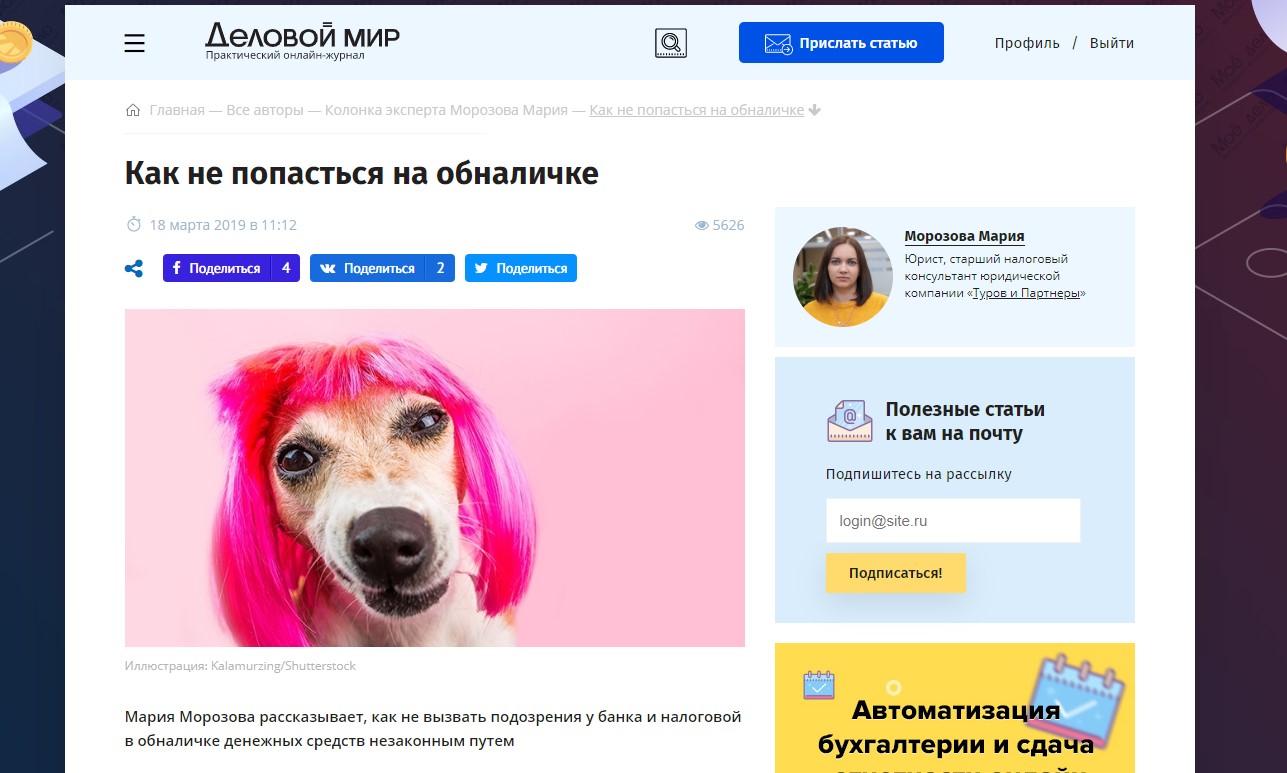 Деловой мир
Практический онлайн-журнал
Прислать статью
Профиль / Выйти
Главная — Все авторы — Колонка эксперта Морозова Мария — Как не попасться на обналичке
Как не попасться на обналичке
18 марта 2019 в 11:12
5626
Поделиться 4
Поделиться 2
Поделиться
Иллюстрация: Kalamurzing/Shutterstock
Мария Морозова рассказывает, как не вызвать подозрения у банка и налоговой
в обналичке денежных средств незаконным путем
Морозова Мария
Юрист, старший налоговый
консультант юридической
компании «Туров и Партнеры»
Полезные статьи
к вам на почту
Подпишитесь на рассылку
login@site.ru
Подписаться!
Автоматизация
бухгалтерии и сдача